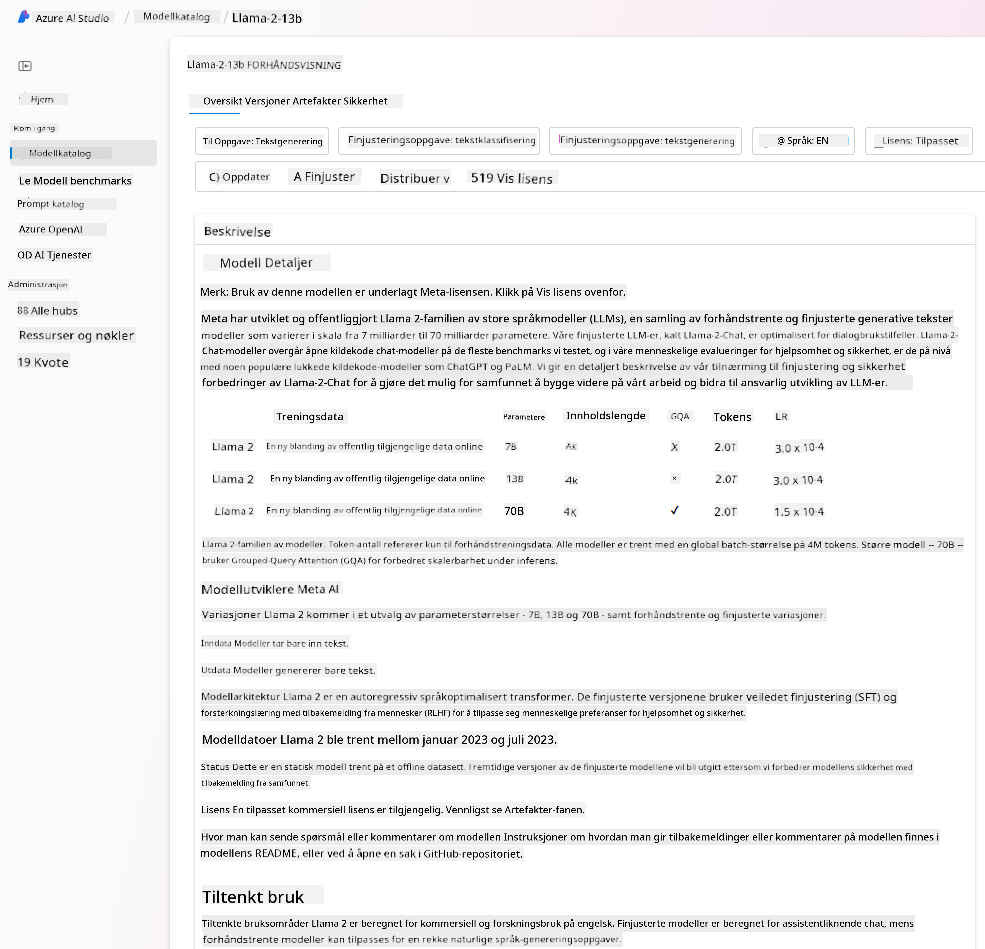 Azure AI Studio / Modellkatalog / Llama-2-13b
Llama-2-13b FORHÅNDSVISNING
Hjem
Oversikt Versjoner Artefakter Sikkerhet
Kom i gang
Modellkatalog
Le Modell benchmarks
Prompt katalog
Azure OpenAI
OD AI Tjenester
Administrasjon
88 Alle hubs
Ressurser og nøkler
19 Kvote
Til Oppgave: Tekstgenerering
Finjusteringsoppgave: tekstklassifisering
Finjusteringsoppgave: tekstgenerering
@ Språk: EN
Lisens: Tilpasset
C) Oppdater
A Finjuster
Distribuer v
519 Vis lisens
Beskrivelse
Modell Detaljer
Merk: Bruk av denne modellen er underlagt Meta-lisensen. Klikk på Vis lisens ovenfor.
Meta har utviklet og offentliggjort Llama 2-familien av store språkmodeller (LLMs), en samling av forhåndstrente og finjusterte generative tekster
modeller som varierer i skala fra 7 milliarder til 70 milliarder parametere. Våre finjusterte LLM-er, kalt Llama-2-Chat, er optimalisert for dialogbrukstilfeller. Llama-2-
Chat-modeller overgår åpne kildekode chat-modeller på de fleste benchmarks vi testet, og i våre menneskelige evalueringer for hjelpsomhet og sikkerhet, er de på nivå
med noen populære lukkede kildekode-modeller som ChatGPT og PaLM. Vi gir en detaljert beskrivelse av vår tilnærming til finjustering og sikkerhet
forbedringer av Llama-2-Chat for å gjøre det mulig for samfunnet å bygge videre på vårt arbeid og bidra til ansvarlig utvikling av LLM-er.
Treningsdata Parametere Innholdslengde GQA Tokens LR
Llama 2 En ny blanding av offentlig tilgjengelige data online 7B 4K X 2.0T 3.0 x 10-4
Llama 2 En ny blanding av offentlig tilgjengelige data online 13B 4k × 2.0T 3.0 x 10-4
Llama 2 En ny blanding av offentlig tilgjengelige data online 70B 4K ✓ 2.0T 1.5 x 10-4
Llama 2-familien av modeller. Token-antall refererer kun til forhåndstreningsdata. Alle modeller er trent med en global batch-størrelse på 4M tokens. Større modell -- 70B --
bruker Grouped-Query Attention (GQA) for forbedret skalerbarhet under inferens.
Modellutviklere Meta AI
Variasjoner Llama 2 kommer i et utvalg av parameterstørrelser - 7B, 13B og 70B - samt forhåndstrente og finjusterte variasjoner.
Inndata Modeller tar bare inn tekst.
Utdata Modeller genererer bare tekst.
Modellarkitektur Llama 2 er en autoregressiv språkoptimalisert transformer. De finjusterte versjonene bruker veiledet finjustering (SFT) og
forsterkningslæring med tilbakemelding fra mennesker (RLHF) for å tilpasse seg menneskelige preferanser for hjelpsomhet og sikkerhet.
Modelldatoer Llama 2 ble trent mellom januar 2023 og juli 2023.
Status Dette er en statisk modell trent på et offline datasett. Fremtidige versjoner av de finjusterte modellene vil bli utgitt ettersom vi forbedrer modellens sikkerhet med
tilbakemelding fra samfunnet
Lisens En tilpasset kommersiell lisens er tilgjengelig. Vennligst se Artefakter-fanen.
Hvor man kan sende spørsmål eller kommentarer om modellen Instruksjoner om hvordan man gir tilbakemeldinger eller kommentarer på modellen finnes i
modellens README, eller ved å åpne en sak i GitHub-repositoriet.
Tiltenkt bruk
Tiltenkte bruksområder Llama 2 er beregnet for kommersiell og forskningsbruk på engelsk. Finjusterte modeller er beregnet for assistentliknende chat, mens
forhåndstrente modeller kan tilpasses for en rekke naturlige språk-genereringsoppgaver.